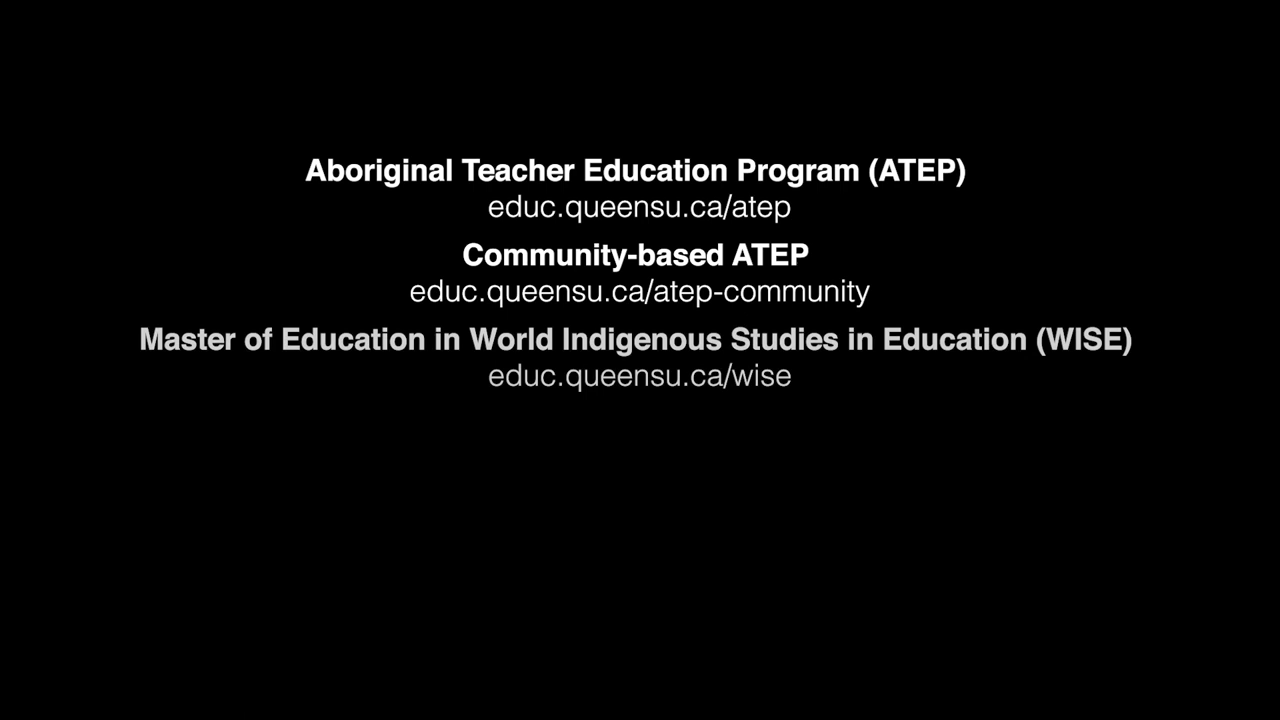 Aboriginal Teacher Education Program (ATEP)
educ.queensu.ca/atep
Community-based ATEP
educ.queensu.ca/atep-community
Master of Education in World Indigenous Studies in Education (WISE)
educ.queensu.ca/wise